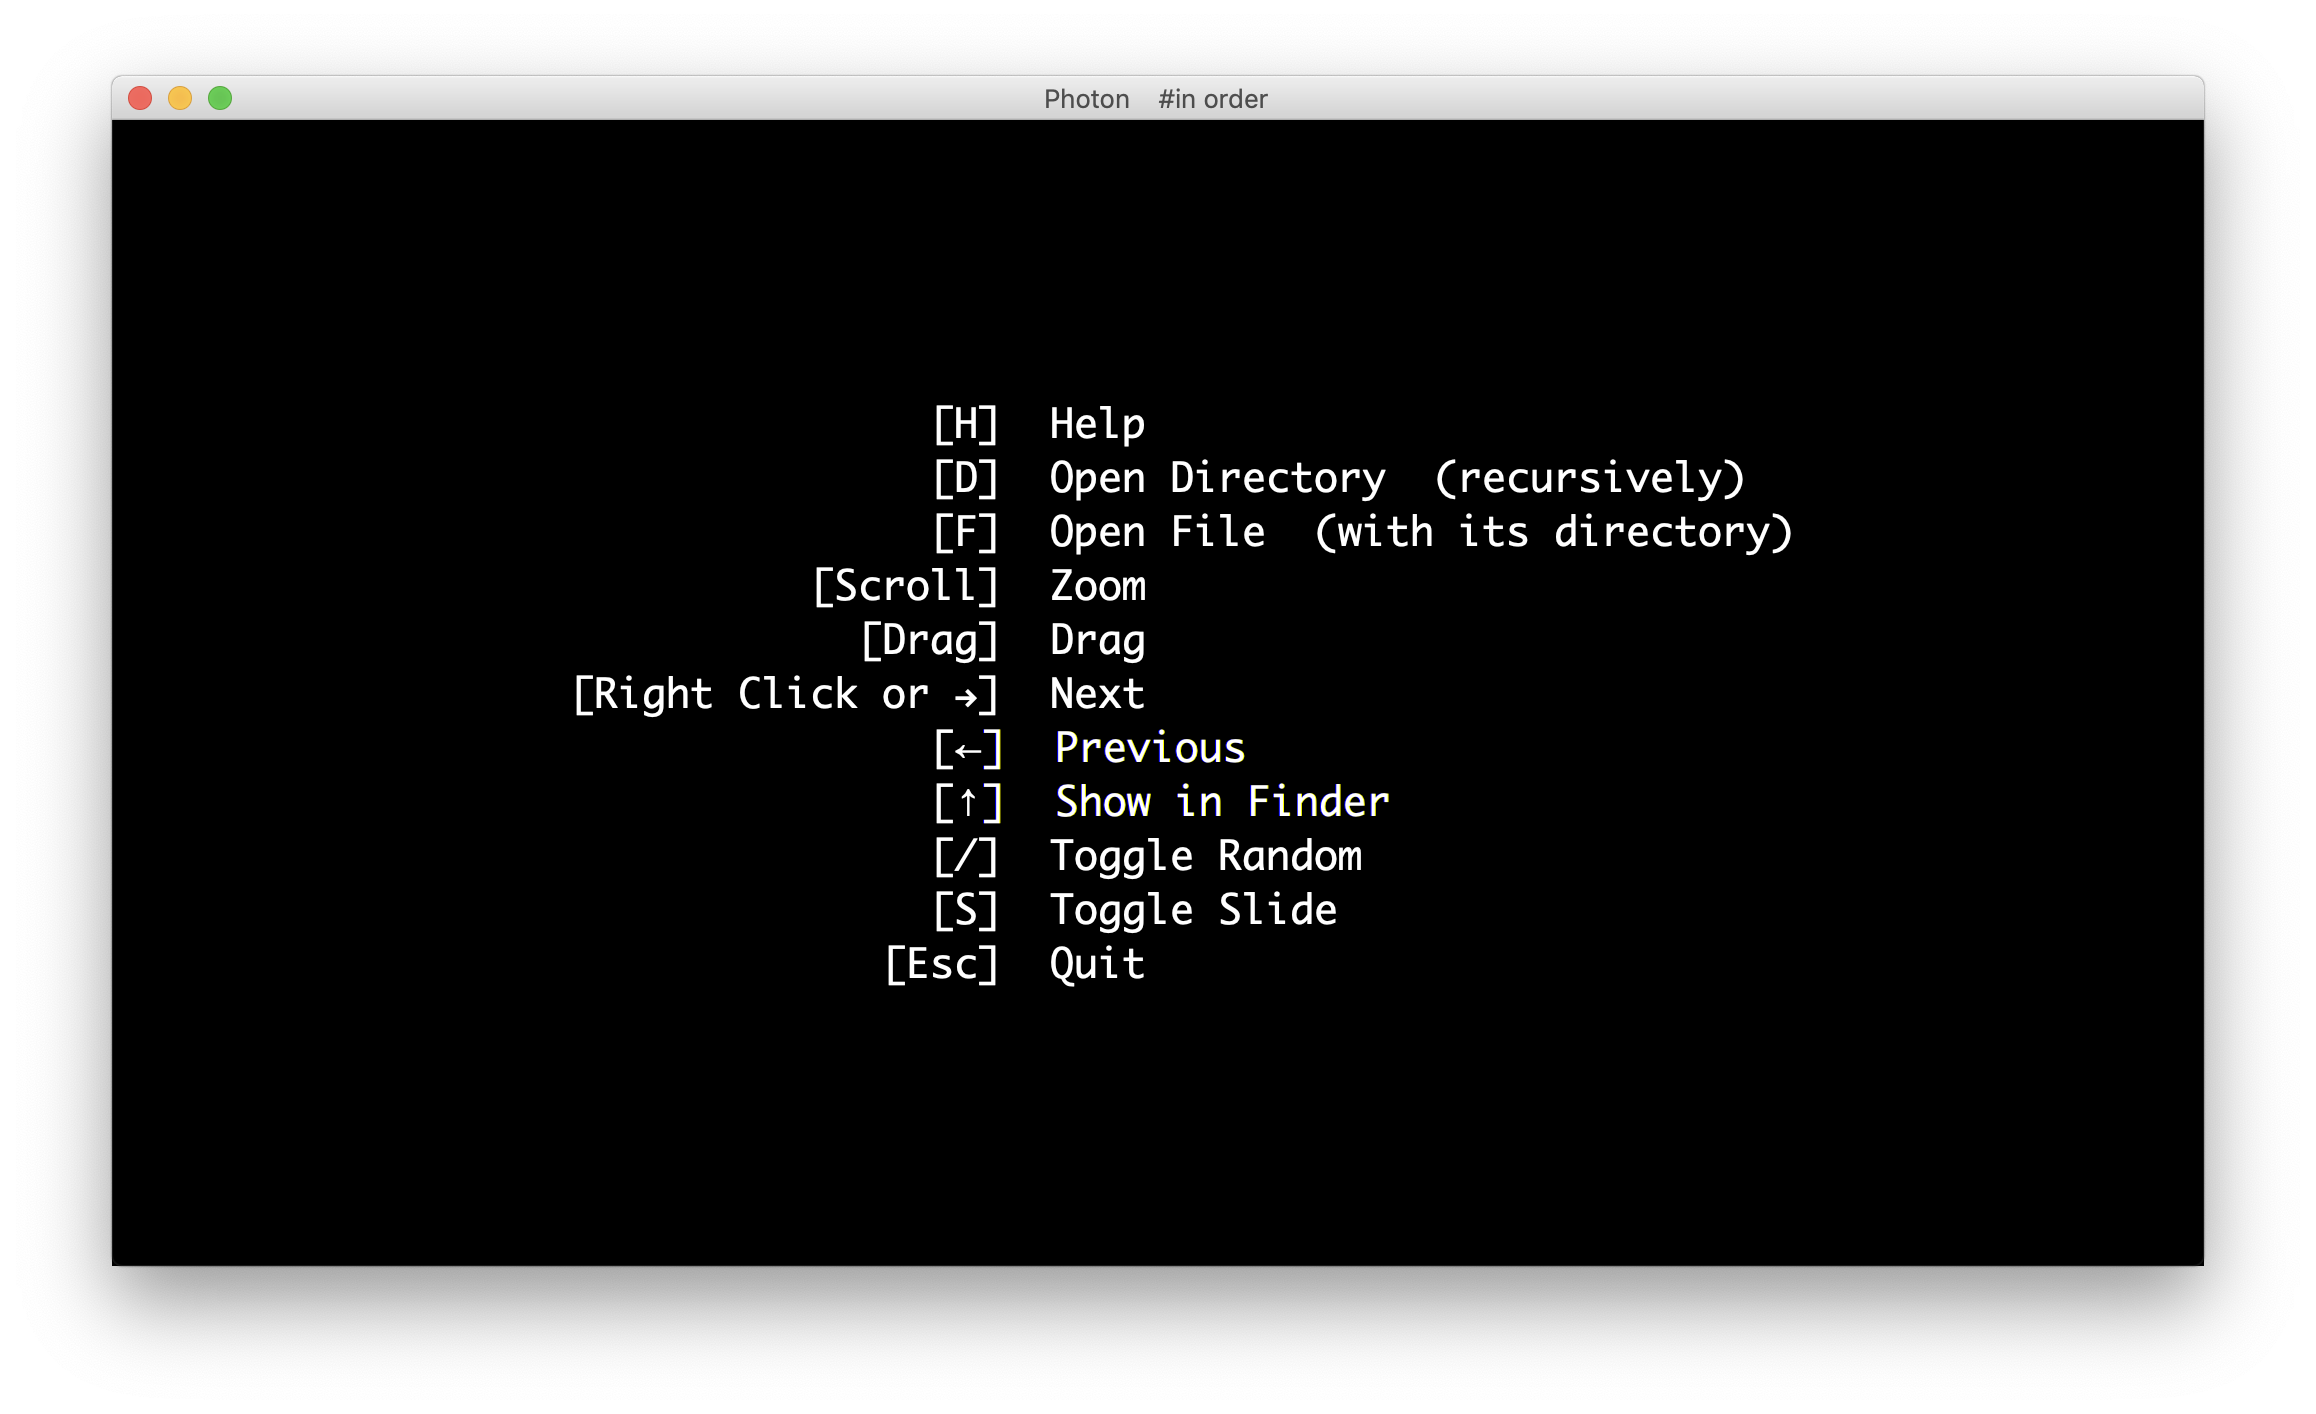 Photon #in order
[H] Help
[D] Open Directory (recursively)
[F] Open File (with its directory)
[Scroll] Zoom
[Drag] Drag
[Right Click or →] Next
[←] Previous
[↑] Show in Finder
[/] Toggle Random
[S] Toggle Slide
[Esc] Quit